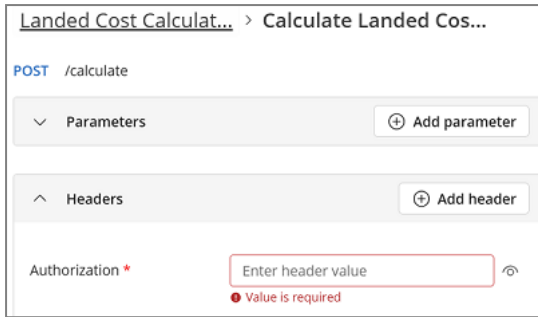 Landed Cost Calculat... > Calculate Landed Cos...
POST /calculate
Parameters
Add parameter
Headers
Add header
Authorization *
Enter header value
Value is required